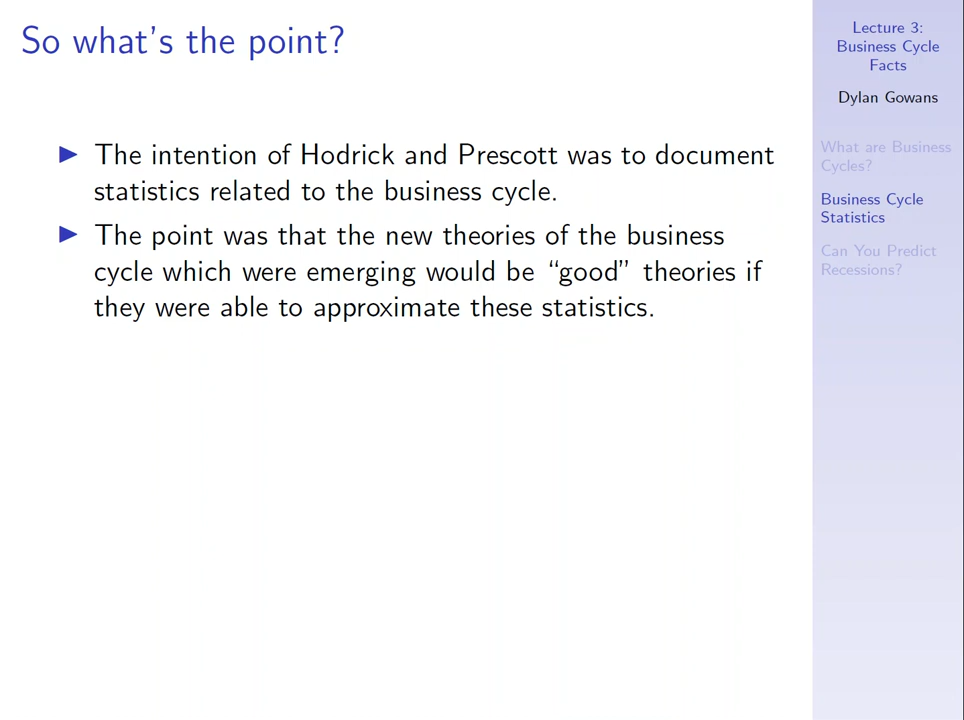 So what's the point?
▶ The intention of Hodrick and Prescott was to document
statistics related to the business cycle.
▶ The point was that the new theories of the business
cycle which were emerging would be “good” theories if
they were able to approximate these statistics.
Lecture 3:
Business Cycle
Facts
Dylan Gowans
What are Business
Cycles?
Business Cycle
Statistics
Can You Predict
Recessions?